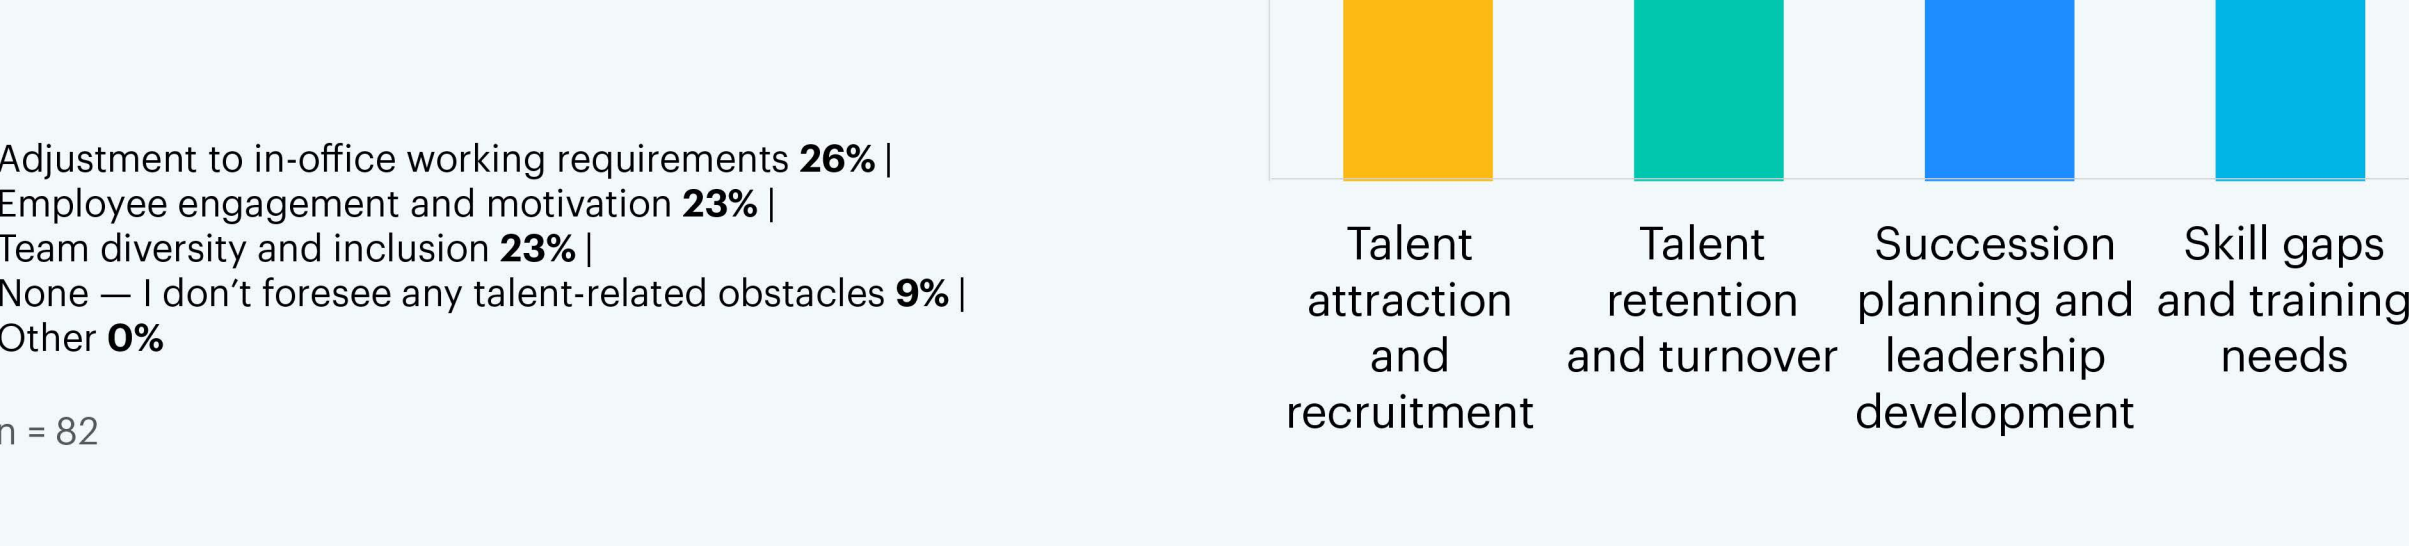 Adjustment to in-office working requirements 26% |
Employee engagement and motivation 23% |
Team diversity and inclusion 23% |
None — I don’t foresee any talent-related obstacles 9% |
Other 0%
n = 82
Talent
attraction
and
recruitment
Talent
retention
and turnover
Succession
planning and
leadership
development
Skill gaps
and training
needs